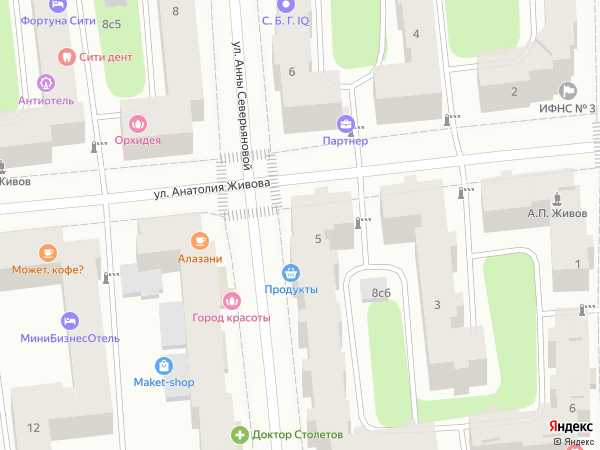 Фортуна Сити
8с5
8
С. Б. Г. IQ
4
Сити дент
6
Антиотель
2
ИФНС № 3
Орхидея
Партнер
ул. Анны Северьяновой
Живов
ул. Анатолия Живова
А.П. Живов
Алазани
5
Может, кофе?
1
Продукты
8с6
3
Город красоты
МиниБизнесОтель
Maket-shop
6
12
Доктор Столетов
Яндекс
© Яндекс